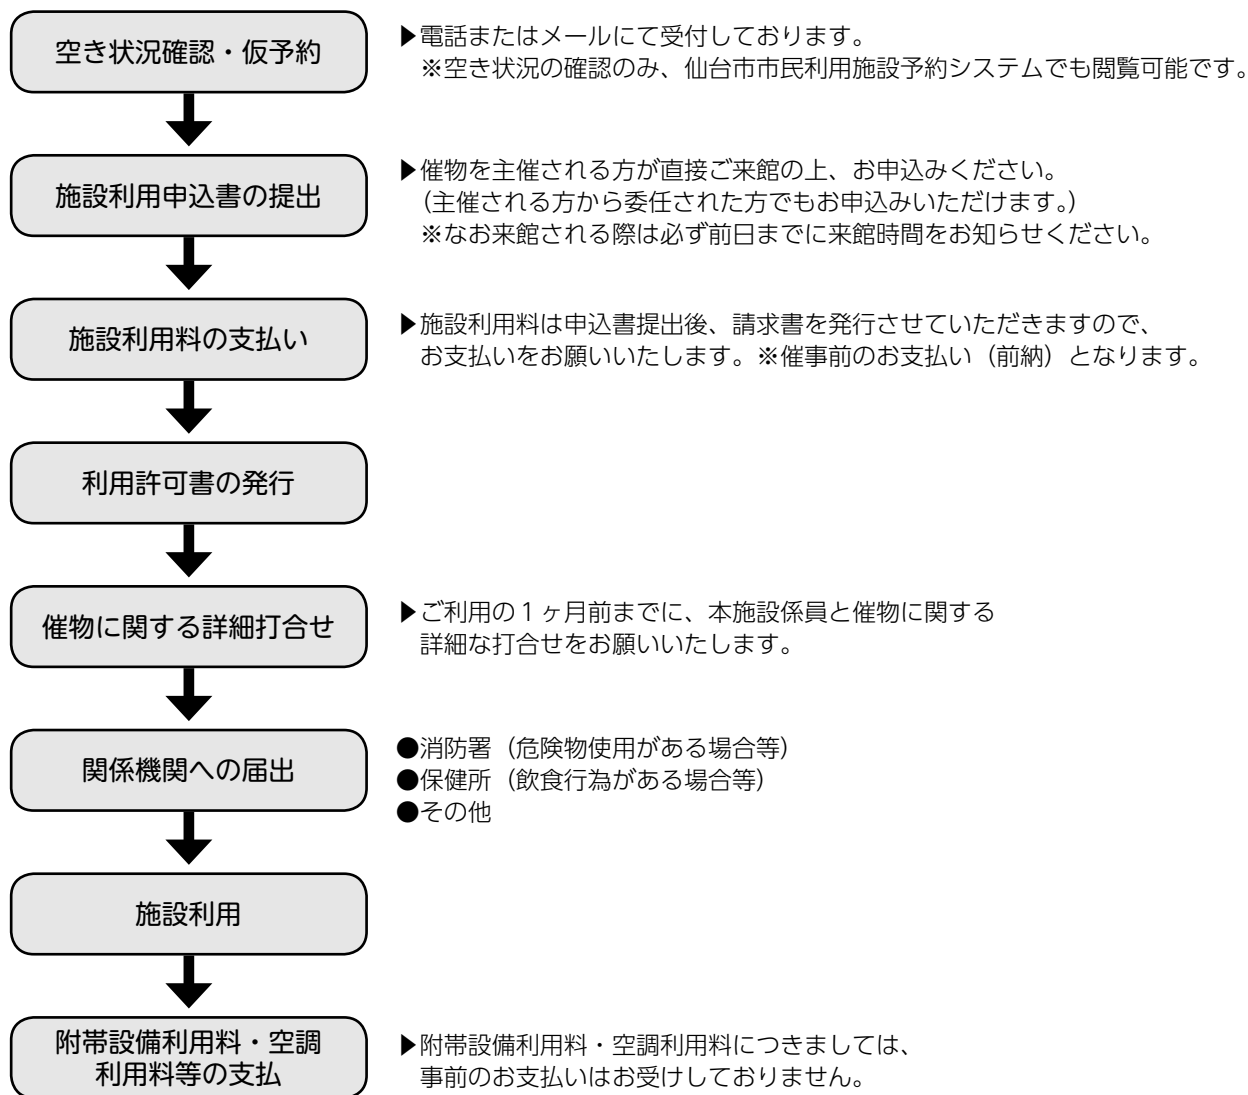 空き状況確認・仮予約
▶電話またはメールにて受付しております。
※空き状況の確認のみ、仙台市市民利用施設予約システムでも閲覧可能です。
施設利用申込書の提出
▶催物を主催される方が直接ご来館の上、お申込みください。
（主催される方から委任された方でもお申込みいただけます。）
※なお来館される際は必ず前日までに来館時間をお知らせください。
施設利用料の支払い
▶施設利用料は申込書提出後、請求書を発行させていただきますので、
お支払いをお願いいたします。※催事前のお支払い（前納）となります。
利用許可書の発行
催物に関する詳細打合せ
▶ご利用の１ヶ月前までに、本施設係員と催物に関する
詳細な打合せをお願いいたします。
関係機関への届出
●消防署（危険物使用がある場合等）
●保健所（飲食行為がある場合等）
●その他
施設利用
附帯設備利用料・空調
利用料等の支払
▶附帯設備利用料・空調利用料につきましては、
事前のお支払いはお受けしておりません。